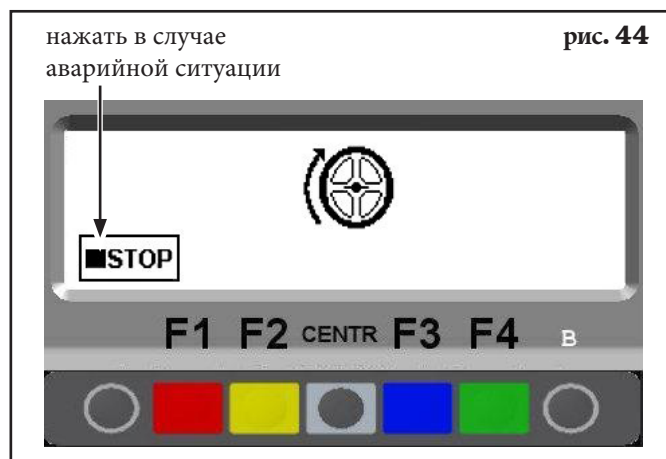 нажать в случае
аварийной ситуации
рис. 44
STOP
F1 F2 CENTR F3 F4 B